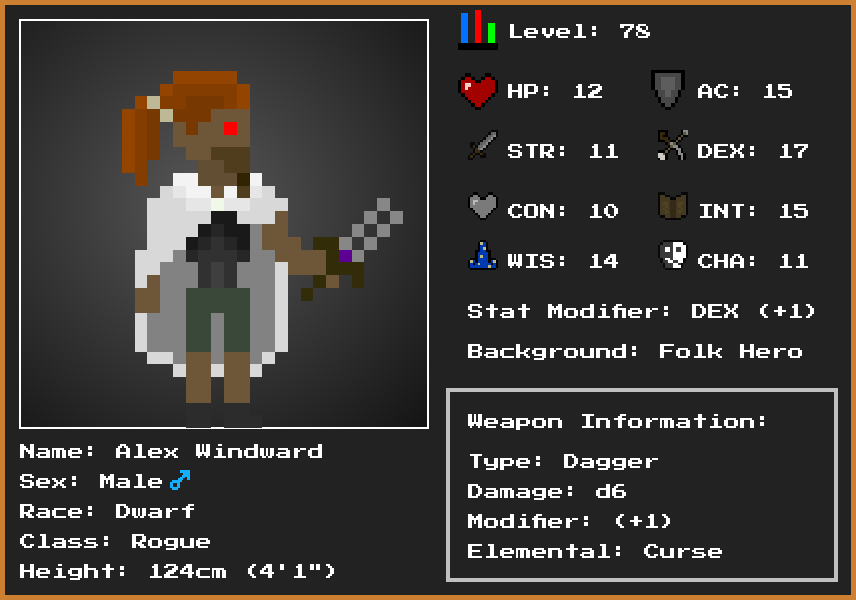 Level: 78
HP: 12 AC: 15
STR: 11 DEX: 17
CON: 10 INT: 15
WIS: 14 CHA: 11
Stat Modifier: DEX (+1)
Background: Folk Hero
Weapon Information:
Type: Dagger
Damage: d6
Modifier: (+1)
Elemental: Curse
Name: Alex Windward
Sex: Male ♂
Race: Dwarf
Class: Rogue
Height: 124cm (4'1")